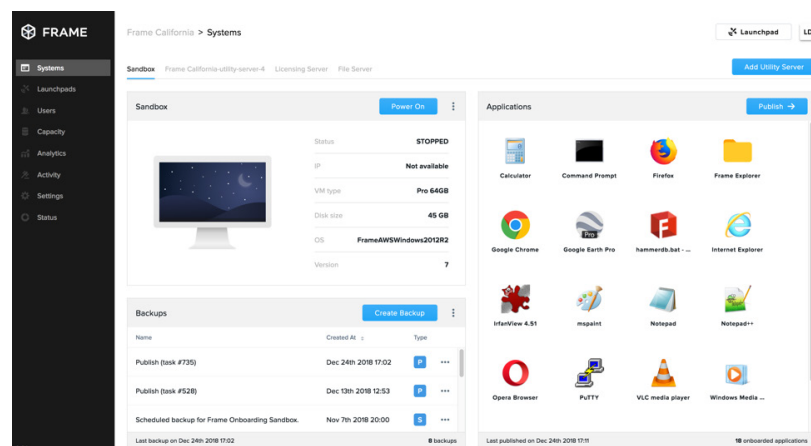 FRAME
Frame California > Systems
Launchpad
LD
Systems
Launchpads
Users
Capacity
Analytics
Activity
Settings
Status
Sandbox Frame California-utility-server-4 Licensing Server File Server
Add Utility Server
Sandbox
Power On
Status STOPPED
IP Not available
VM type Pro 64GB
Disk size 45 GB
OS FrameAWSWindows2012R2
Version 7
Backups
Create Backup
Name Created At Type
Publish (task #735) Dec 24th 2018 17:02 P
Publish (task #528) Dec 13th 2018 12:53 P
Scheduled backup for Frame Onboarding Sandbox. Nov 7th 2018 20:00 S
Last backup on Dec 24th 2018 17:02 8 backups
Applications
Publish →
Calculator Command Prompt Firefox Frame Explorer
Pro
Google Chrome Google Earth Pro hammerdb.bat - ... Internet Explorer
IrfanView 4.51 mspaint Notepad Notepad++
Opera Browser PuTTY VLC media player Windows Media ...
Last published on Dec 24th 2018 17:11 18 onboarded applications